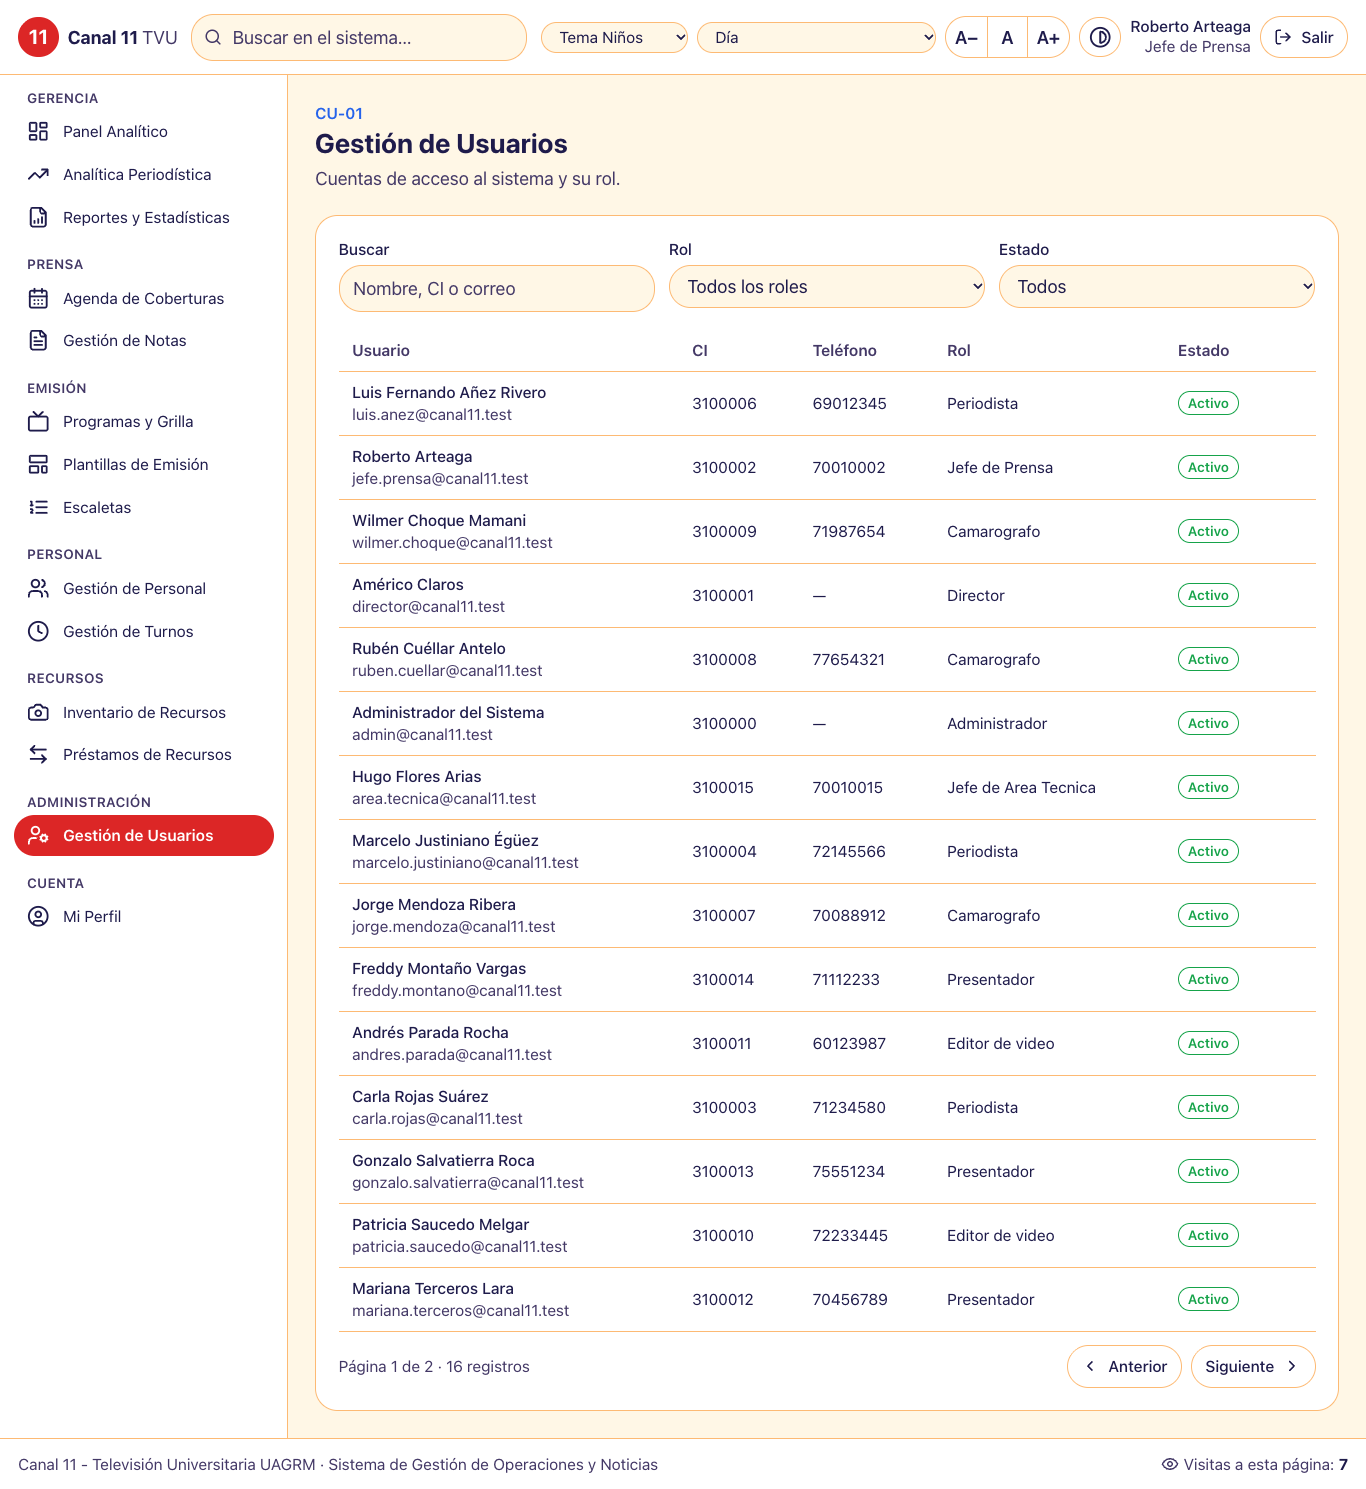 11 Canal 11 TVU
Buscar en el sistema...
Tema Niños
Día
A− A A+
Roberto Arteaga
Jefe de Prensa
Salir
GERENCIA
Panel Analítico
Analítica Periodística
Reportes y Estadísticas
PRENSA
Agenda de Coberturas
Gestión de Notas
EMISIÓN
Programas y Grilla
Plantillas de Emisión
Escaletas
PERSONAL
Gestión de Personal
Gestión de Turnos
RECURSOS
Inventario de Recursos
Préstamos de Recursos
ADMINISTRACIÓN
Gestión de Usuarios
CUENTA
Mi Perfil
CU-01
Gestión de Usuarios
Cuentas de acceso al sistema y su rol.
Buscar Rol Estado
Nombre, CI o correo Todos los roles Todos
Usuario CI Teléfono Rol Estado
Luis Fernando Añez Rivero
luis.anez@canal11.test
3100006 69012345 Periodista Activo
Roberto Arteaga
jefe.prensa@canal11.test
3100002 70010002 Jefe de Prensa Activo
Wilmer Choque Mamani
wilmer.choque@canal11.test
3100009 71987654 Camarografo Activo
Américo Claros
director@canal11.test
3100001 — Director Activo
Rubén Cuéllar Antelo
ruben.cuellar@canal11.test
3100008 77654321 Camarografo Activo
Administrador del Sistema
admin@canal11.test
3100000 — Administrador Activo
Hugo Flores Arias
area.tecnica@canal11.test
3100015 70010015 Jefe de Area Tecnica Activo
Marcelo Justiniano Égüez
marcelo.justiniano@canal11.test
3100004 72145566 Periodista Activo
Jorge Mendoza Ribera
jorge.mendoza@canal11.test
3100007 70088912 Camarografo Activo
Freddy Montaño Vargas
freddy.montano@canal11.test
3100014 71112233 Presentador Activo
Andrés Parada Rocha
andres.parada@canal11.test
3100011 60123987 Editor de video Activo
Carla Rojas Suárez
carla.rojas@canal11.test
3100003 71234580 Periodista Activo
Gonzalo Salvatierra Roca
gonzalo.salvatierra@canal11.test
3100013 75551234 Presentador Activo
Patricia Saucedo Melgar
patricia.saucedo@canal11.test
3100010 72233445 Editor de video Activo
Mariana Terceros Lara
mariana.terceros@canal11.test
3100012 70456789 Presentador Activo
Página 1 de 2 · 16 registros
Anterior Siguiente
Canal 11 - Televisión Universitaria UAGRM · Sistema de Gestión de Operaciones y Noticias
Visitas a esta página: 7